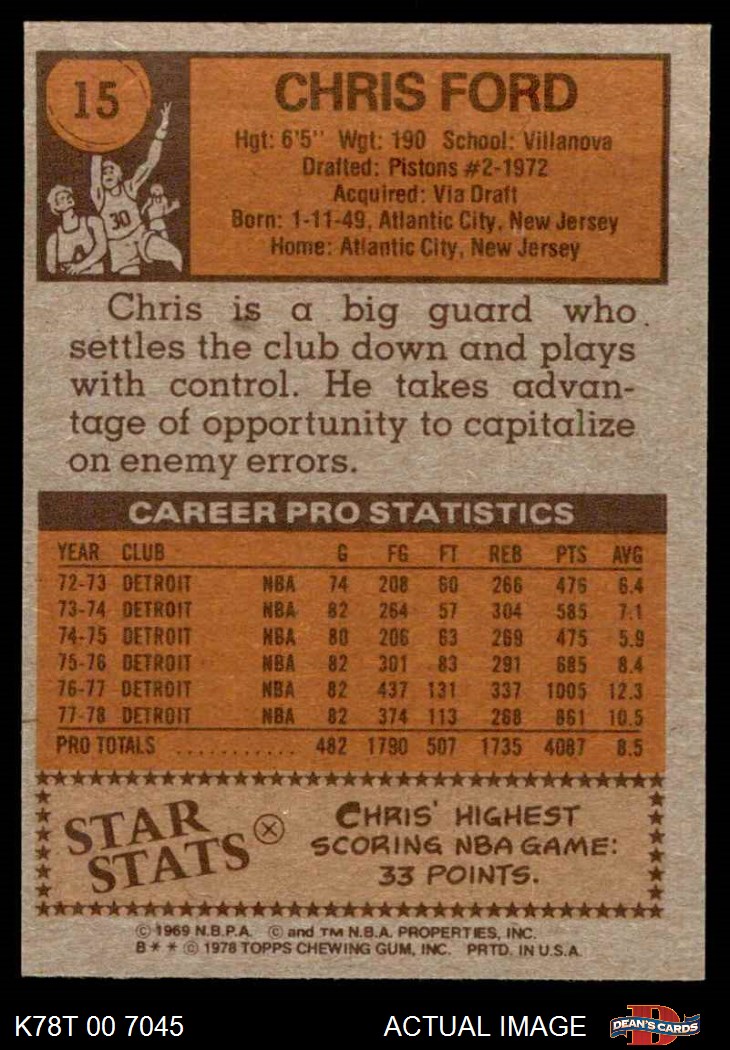 15
30
CHRIS FORD
Hgt: 6'5" Wgt: 190 School: Villanova
Drafted: Pistons #2-1972
Acquired: Via Draft
Born: 1-11-49, Atlantic City, New Jersey
Home: Atlantic City, New Jersey
Chris is a big guard who
settles the club down and plays
with control. He takes advan-
tage of opportunity to capitalize
on enemy errors.
CAREER PRO STATISTICS
YEAR CLUB G FG FT REB PTS AVG
72-73 DETROIT NBA 74 208 60 266 476 6.4
73-74 DETROIT NBA 82 264 57 304 585 7.1
74-75 DETROIT NBA 80 206 63 269 475 5.9
75-76 DETROIT NBA 82 301 83 291 685 8.4
76-77 DETROIT NBA 82 437 131 337 1005 12.3
77-78 DETROIT NBA 82 374 113 268 861 10.5
PRO TOTALS ........... 482 1790 507 1735 4087 8.5
STAR
STATS
CHRIS' HIGHEST
SCORING NBA GAME:
33 POINTS.
© 1969 N.B.P.A. © and TM N.B.A. PROPERTIES, INC.
B * * © 1978 TOPPS CHEWING GUM, INC. PRTD. IN U.S.A.
K78T 00 7045 ACTUAL IMAGE DEAN'S CARDS